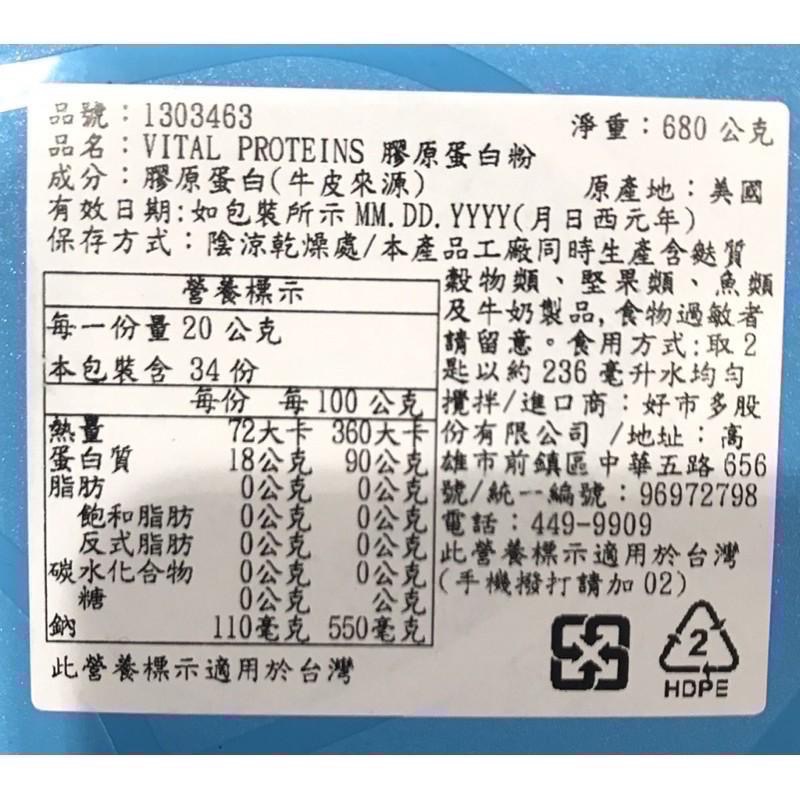 品號：1303463
淨重：680 公克
品名：VITAL PROTEINS 膠原蛋白粉
成分：膠原蛋白(牛皮來源)
原產地：美國
有效日期:如包裝所示 MM.DD.YYYY(月日西元年)
保存方式：陰涼乾燥處/本產品工廠同時生產含麩質
穀物類、堅果類、魚類
及牛奶製品,食物過敏者
請留意。食用方式:取 2
匙以約 236 毫升水均勻
攪拌/進口商：好市多股
份有限公司 /地址：高
雄市前鎮區中華五路 656
號/統一編號：96972798
電話：449-9909
此營養標示適用於台灣
(手機撥打請加 02)
營養標示
每一份量 20 公克
本包裝含 34 份
每份 每 100 公克
熱量 72大卡 360大卡
蛋白質 18公克 90公克
脂肪 0公克 0公克
飽和脂肪 0公克 0公克
反式脂肪 0公克 0公克
碳水化合物 0公克 0公克
糖 0公克 公克
鈉 110毫克 550毫克
此營養標示適用於台灣
2
HDPE